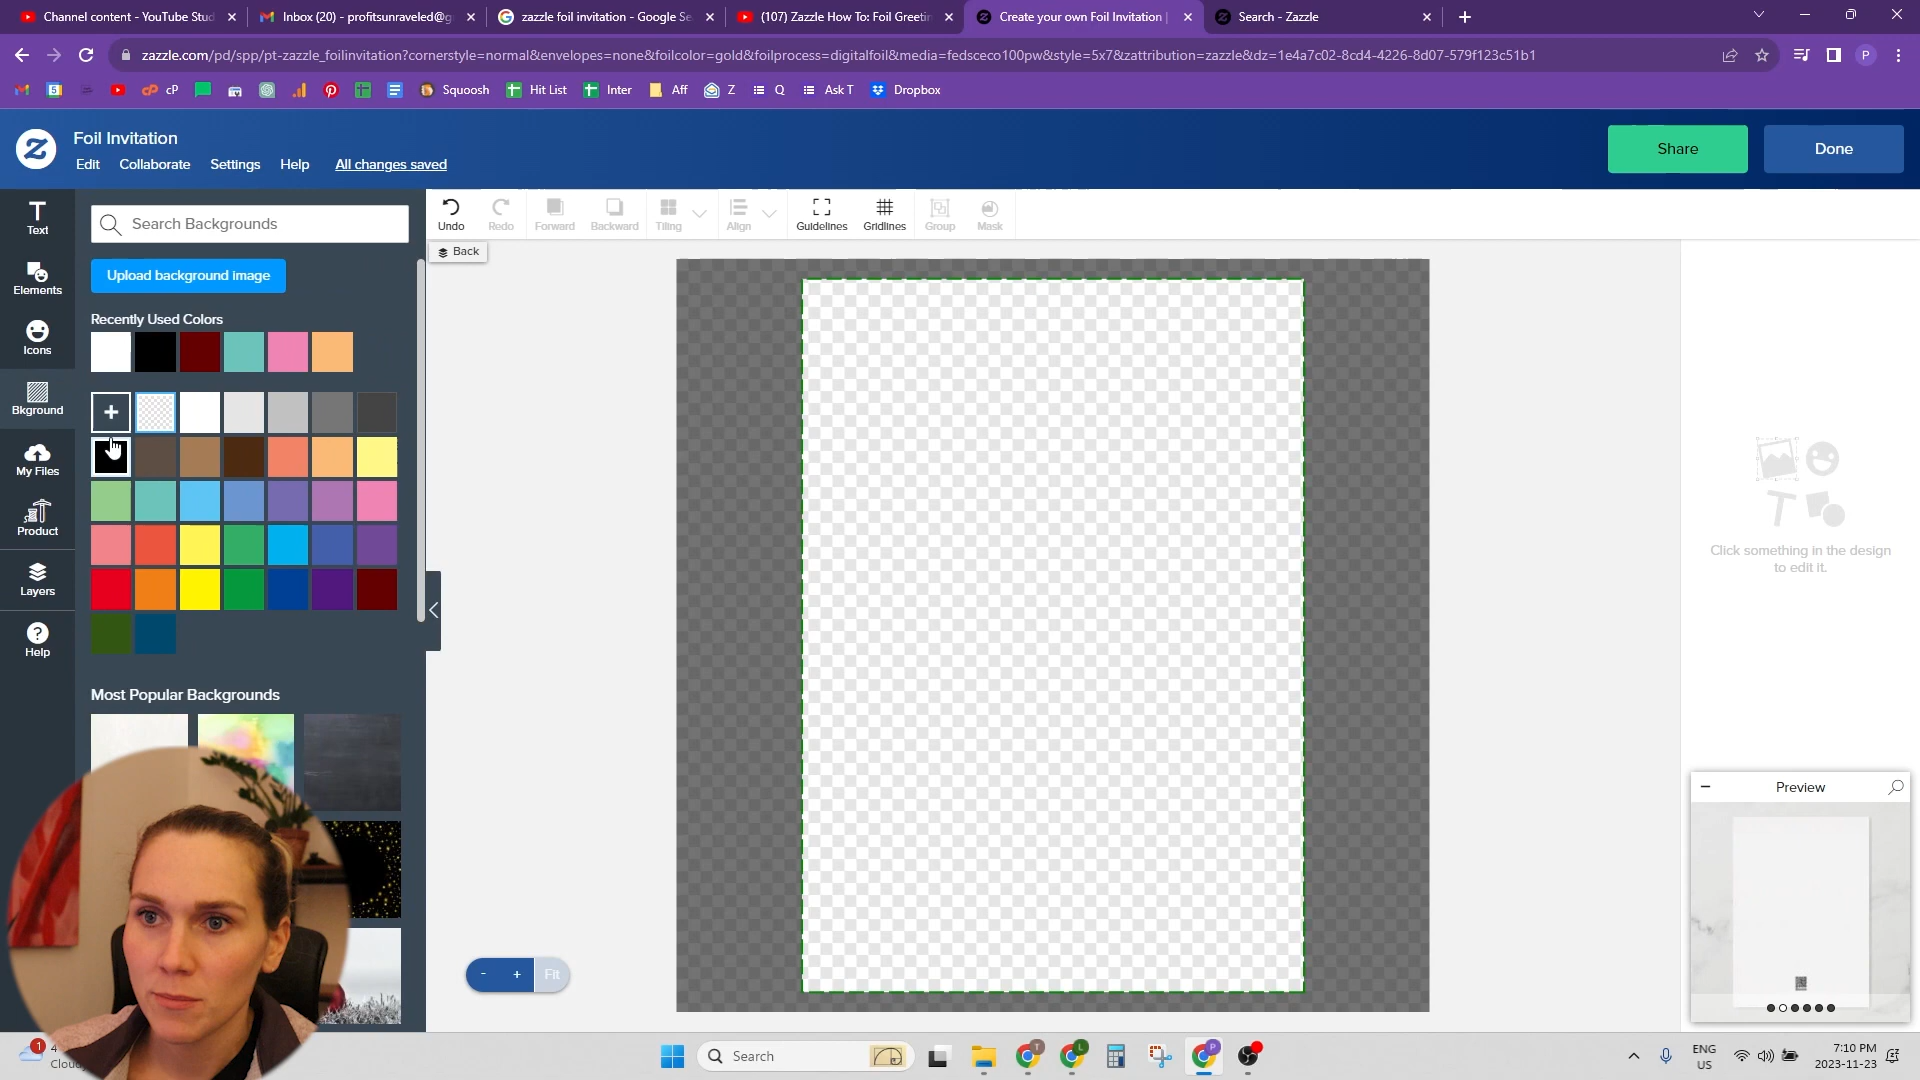 Channel content - YouTube Stud
Inbox (20) - profitsunraveled@g
zazzle foil invitation - Google Se
(107) Zazzle How To: Foil Greetin
Create your own Foil Invitation |
Search - Zazzle
zazzle.com/pd/spp/pt-zazzle_foilinvitation?cornerstyle=normal&envelopes=none&foilcolor=gold&foilprocess=digitalfoil&media=fedsceco100pw&style=5x7&zattribution=zazzle&dz=1e4a7c02-8cd4-4226-8d07-579f123c51b1
P
cP
Squoosh
Hit List
Inter
Aff
Z
Q
Ask T
Dropbox
Foil Invitation
Edit
Collaborate
Settings
Help
All changes saved
Share
Done
Text
Elements
Icons
Bkground
My Files
Product
Layers
Help
Search Backgrounds
Upload background image
Recently Used Colors
Most Popular Backgrounds
Undo
Redo
Forward
Backward
Tiling
Align
Guidelines
Gridlines
Group
Mask
Back
- + Fit
Click something in the design
to edit it.
Preview
1
4
Search
T
L
P
ENG
US
7:10 PM
2023-11-23